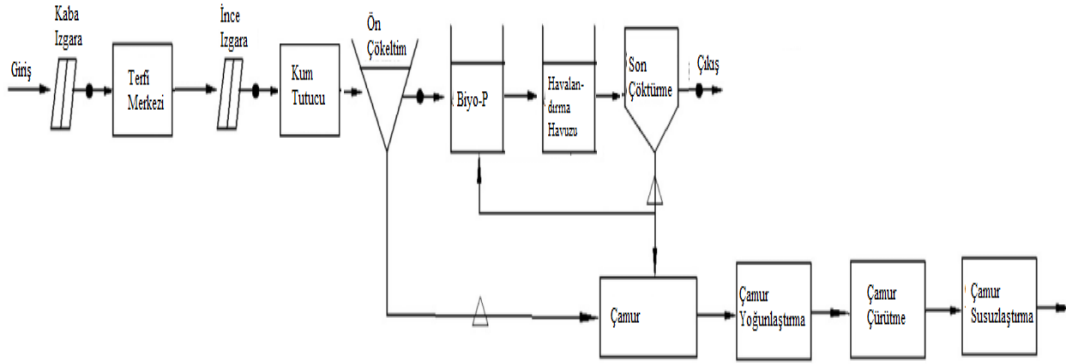 Kaba
Izgara
İnce
Izgara
Ön
Çökeltim
Giriş
Terfi
Merkezi
Kum
Tutucu
Biyo-P
Havalan-
dırma
Havuzu
Son
Çöktürme
Çıkış
Çamur
Çamur
Yoğunlaştırma
Çamur
Çürütme
Çamur
Susuzlaştırma